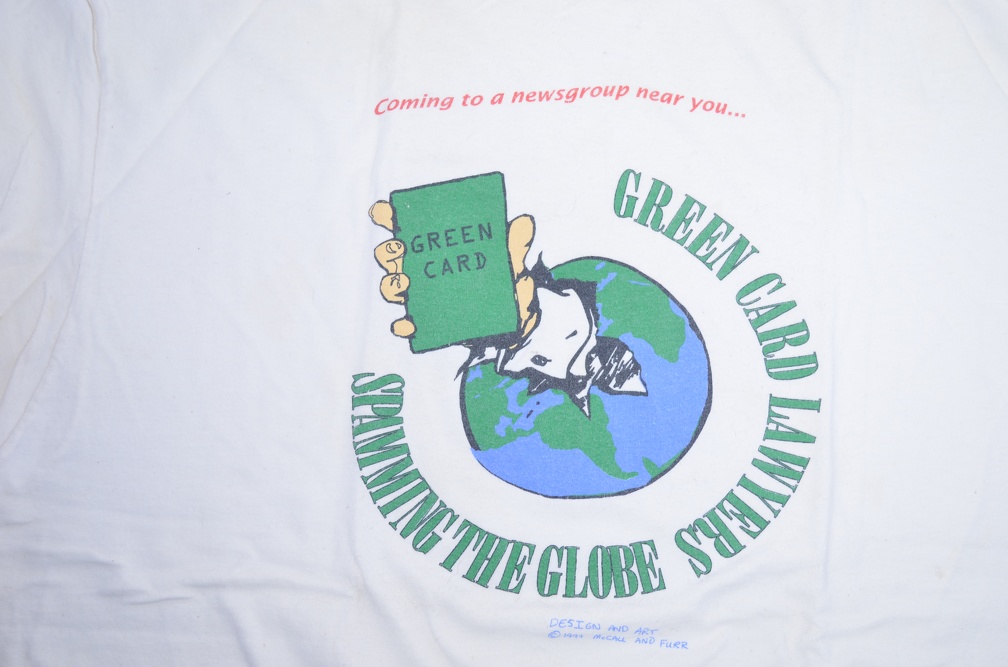 Coming to a newsgroup near you...
GREEN
CARD
GREEN CARD LAWYERS
SPAMMING THE GLOBE
DESIGN AND ART
© 1994 McCALL AND FURR